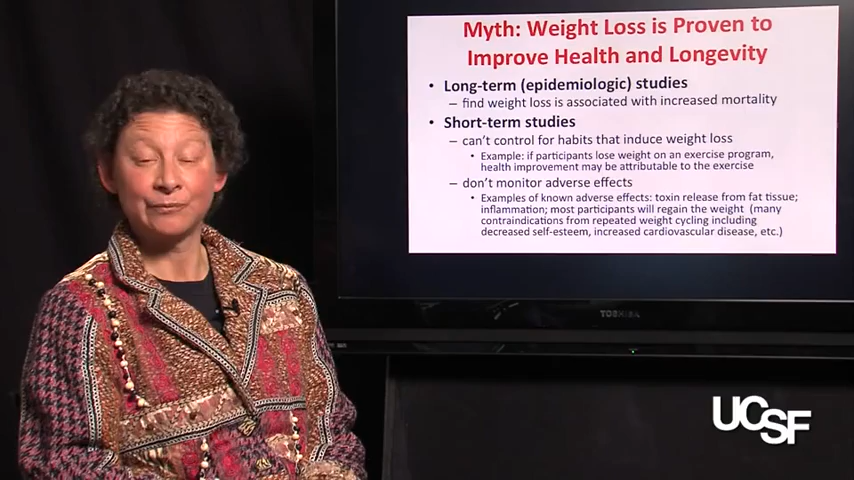 Myth: Weight Loss is Proven to
Improve Health and Longevity
• Long-term (epidemiologic) studies
– find weight loss is associated with increased mortality
• Short-term studies
– can't control for habits that induce weight loss
• Example: if participants lose weight on an exercise program,
health improvement may be attributable to the exercise
– don't monitor adverse effects
• Examples of known adverse effects: toxin release from fat tissue;
inflammation; most participants will regain the weight (many
contraindications from repeated weight cycling including
decreased self-esteem, increased cardiovascular disease, etc.)
TOSHIBA
UCSF